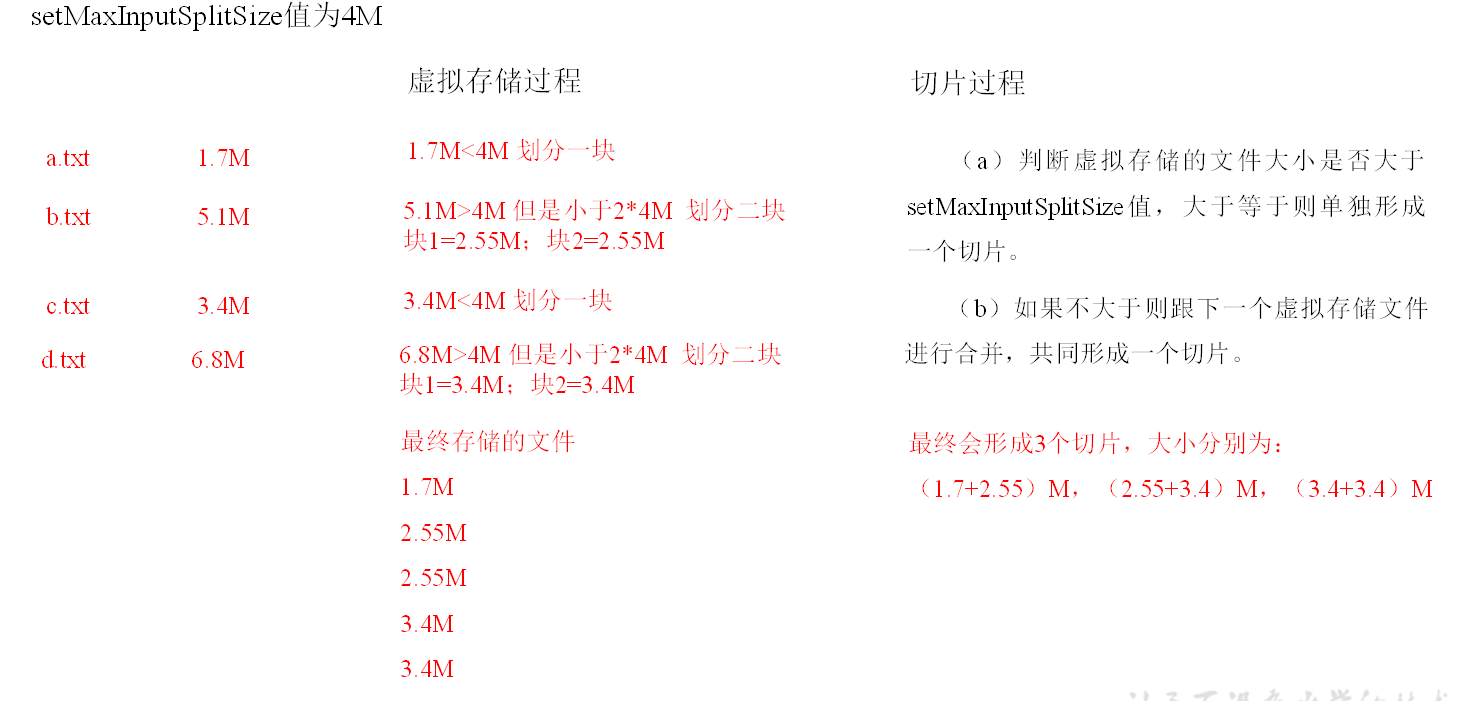 setMaxInputSplitSize值为4M
虚拟存储过程
切片过程
a.txt 1.7M 1.7M<4M 划分一块
b.txt 5.1M 5.1M>4M 但是小于2*4M 划分二块
块1=2.55M；块2=2.55M
c.txt 3.4M 3.4M<4M 划分一块
d.txt 6.8M 6.8M>4M 但是小于2*4M 划分二块
块1=3.4M；块2=3.4M
最终存储的文件
1.7M
2.55M
2.55M
3.4M
3.4M
（a）判断虚拟存储的文件大小是否大于
setMaxInputSplitSize值，大于等于则单独形成
一个切片。
（b）如果不大于则跟下一个虚拟存储文件
进行合并，共同形成一个切片。
最终会形成3个切片，大小分别为：
（1.7+2.55）M，（2.55+3.4）M，（3.4+3.4）M